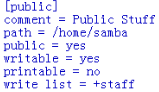 [public]
comment = Public Stuff
path = /home/samba
public = yes
writable = yes
printable = no
write list = +staff